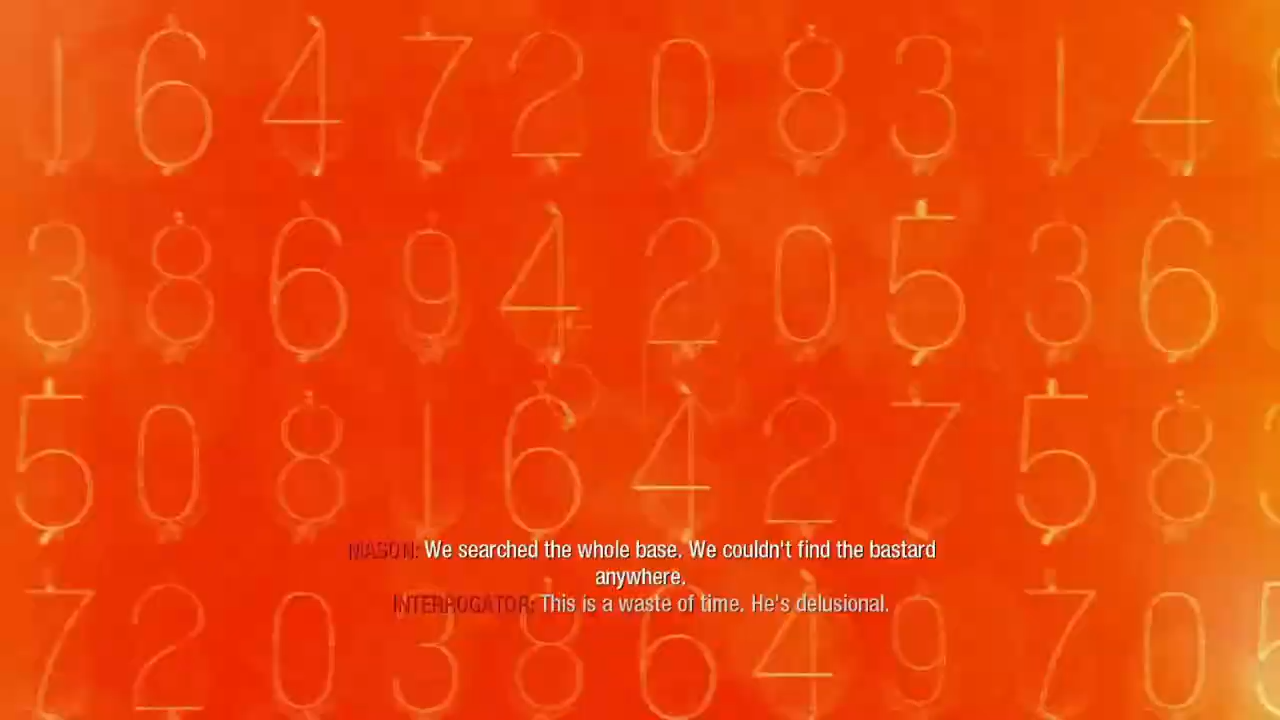 1 6 4 7 2 0 8 3 1 4
3 8 6 9 4 2 0 5 3 6
5 0 8 1 6 4 2 7 5 8
MASON: We searched the whole base. We couldn't find the bastard
anywhere.
INTERROGATOR: This is a waste of time. He's delusional.
7 2 0 3 8 6 4 9 7 0